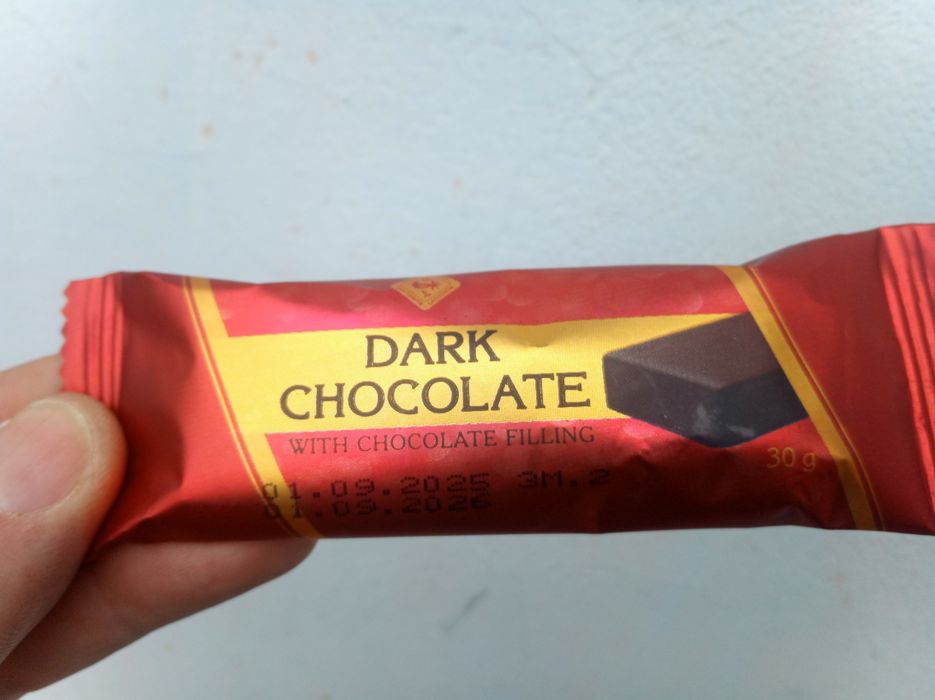 DARK
CHOCOLATE
WITH CHOCOLATE FILLING
30 g
01.09.2025 3M.2
01.09.2026